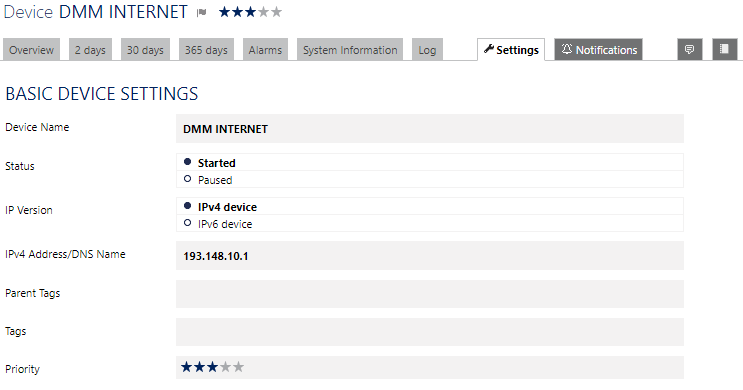 Device DMM INTERNET
Overview 2 days 30 days 365 days Alarms System Information Log Settings Notifications
BASIC DEVICE SETTINGS
Device Name DMM INTERNET
Status Started
Paused
IP Version IPv4 device
IPv6 device
IPv4 Address/DNS Name 193.148.10.1
Parent Tags
Tags
Priority